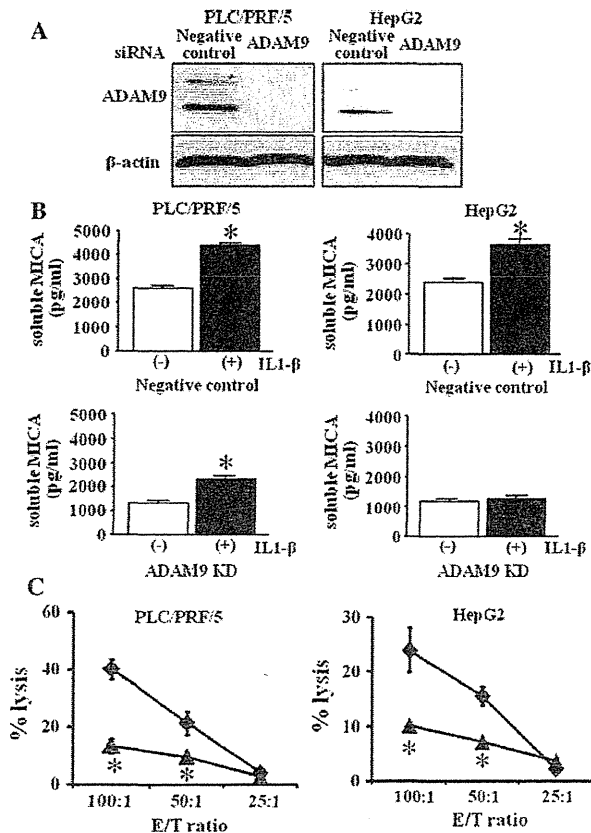 A
PLC/PRF/5 HepG2
siRNA Negative control ADAM9 Negative control ADAM9
ADAM9
β-actin
B
PLC/PRF/5
soluble MICA (pg/ml)
5000
4000
3000
2000
1000
0
*
(-) (+) IL1-β
Negative control
HepG2
soluble MICA (pg/ml)
4000
3000
2000
1000
0
*
(-) (+) IL1-β
Negative control
soluble MICA (pg/ml)
5000
4000
3000
2000
1000
0
*
(-) (+) IL1-β
ADAM9 KD
soluble MICA (pg/ml)
4000
3000
2000
1000
0
(-) (+) IL1-β
ADAM9 KD
C
PLC/PRF/5
% lysis
60
40
20
0
* *
100:1 50:1 25:1
E/T ratio
HepG2
% lysis
30
20
10
0
* *
100:1 50:1 25:1
E/T ratio